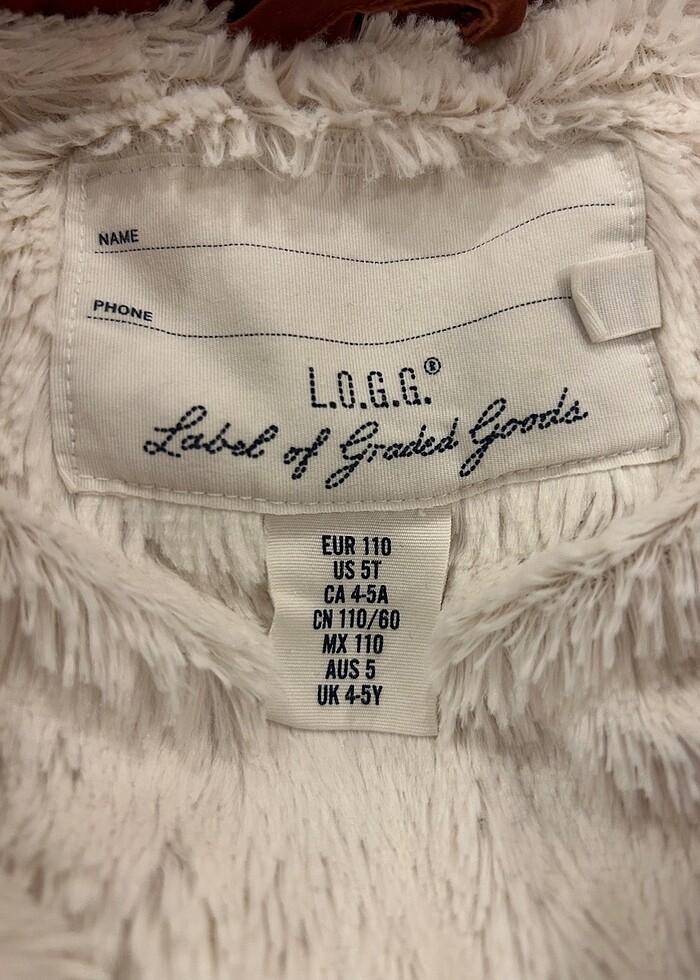 NAME
PHONE
L.O.G.G.®
Label of Graded Goods
EUR 110
US 5T
CA 4-5A
CN 110/60
MX 110
AUS 5
UK 4-5Y